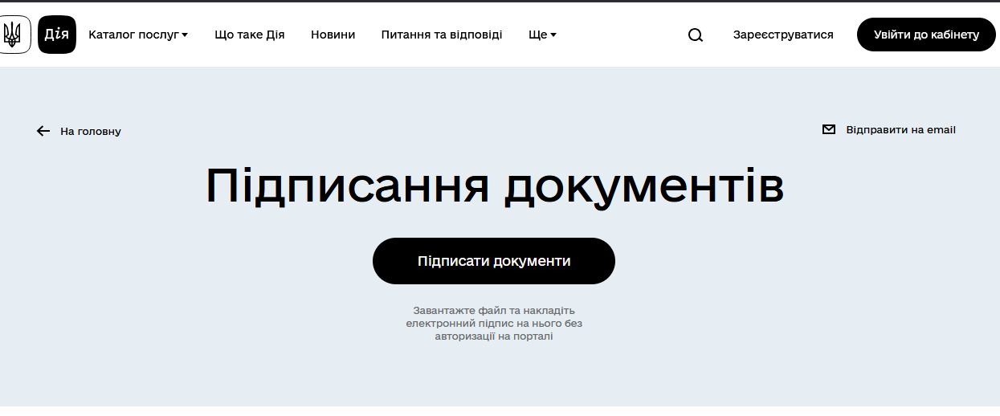 Дія Каталог послуг Що таке Дія Новини Питання та відповіді Ще Зареєструватися Увійти до кабінету
На головну Відправити на email
Підписання документів
Підписати документи
Завантажте файл та накладіть
електронний підпис на нього без
авторизації на порталі